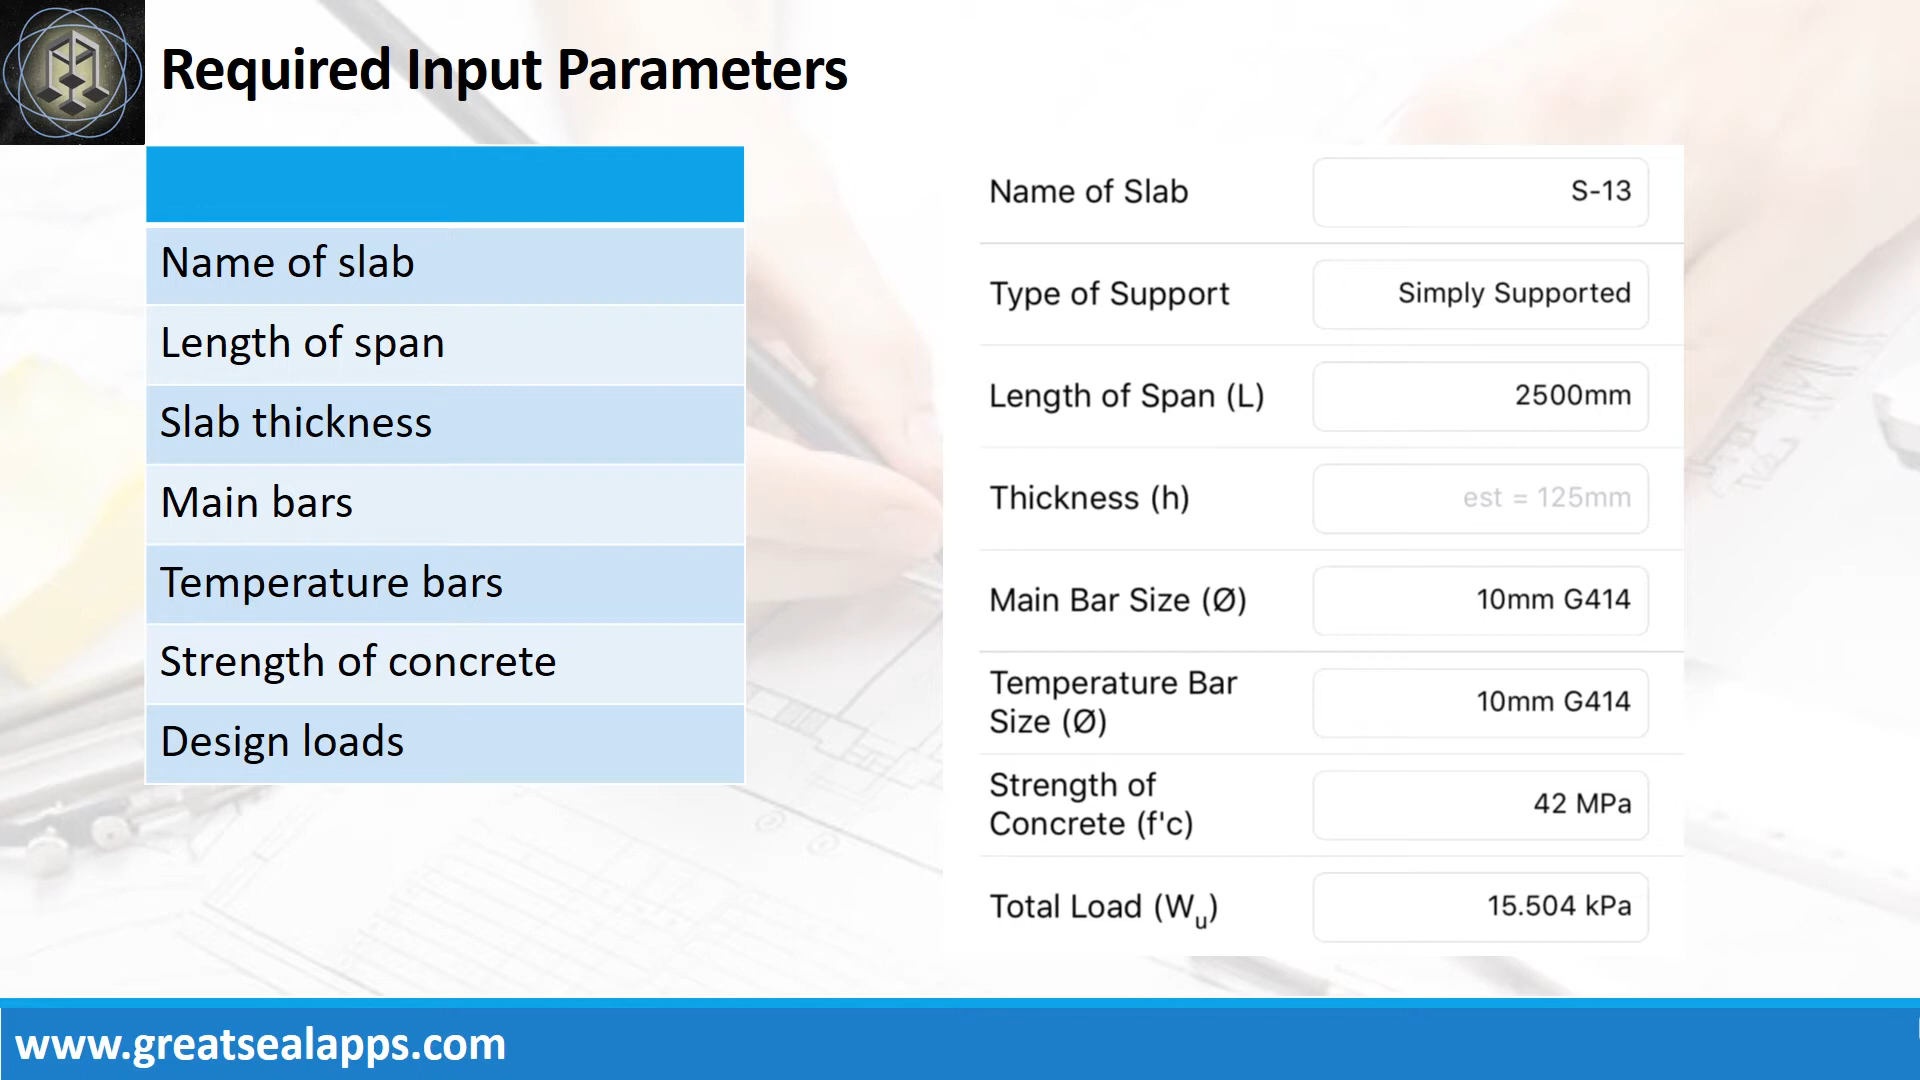 Required Input Parameters
Name of slab
Length of span
Slab thickness
Main bars
Temperature bars
Strength of concrete
Design loads
Name of Slab S-13
Type of Support Simply Supported
Length of Span (L) 2500mm
Thickness (h) est = 125mm
Main Bar Size (Ø) 10mm G414
Temperature Bar
Size (Ø) 10mm G414
Strength of
Concrete (f'c) 42 MPa
Total Load (Wu) 15.504 kPa
www.greatsealapps.com